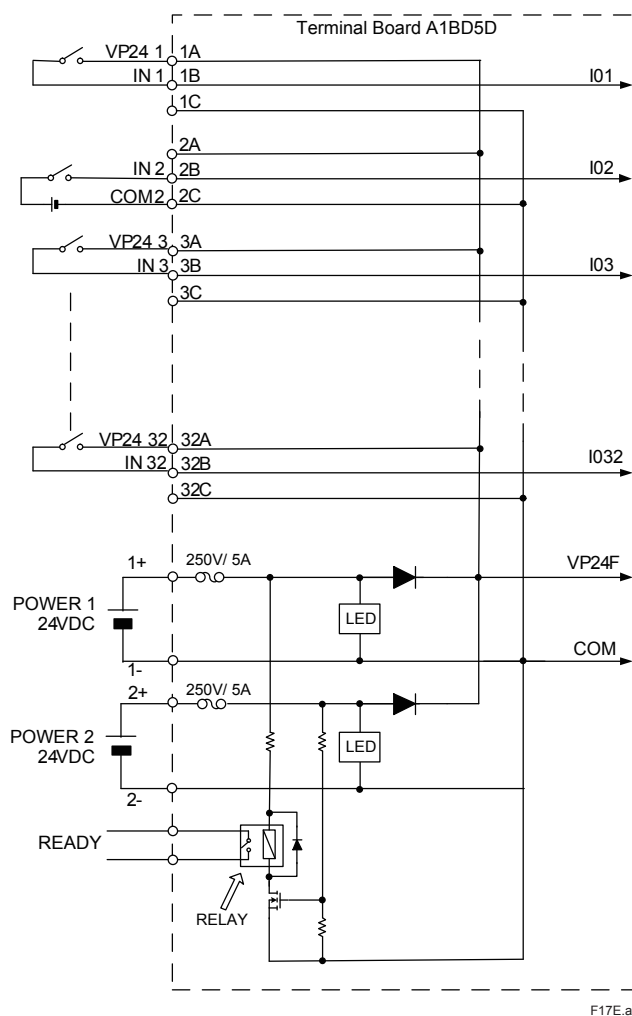 Terminal Board A1BD5D
VP24 1 1A
IN 1 1B I01
1C
2A
IN 2 2B I02
COM2 2C
VP24 3 3A
IN 3 3B I03
3C
VP24 32 32A
IN 32 32B I032
32C
1+ 250V/ 5A VP24F
POWER 1
24VDC
LED
COM
1-
2+ 250V/ 5A
POWER 2
24VDC
LED
2-
READY
RELAY
F17E.a